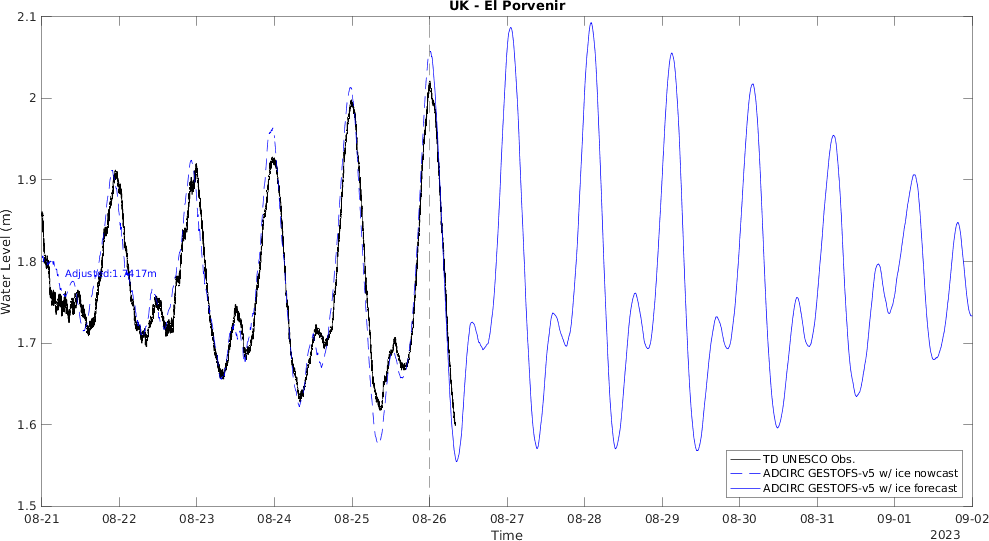 UK - El Porvenir
2.1
2
1.9
1.8
1.7
1.6
1.5
Water Level (m)
Adjusted:1.7417m
TD UNESCO Obs.
ADCIRC GESTOFS-v5 w/ ice nowcast
ADCIRC GESTOFS-v5 w/ ice forecast
08-21 08-22 08-23 08-24 08-25 08-26 08-27 08-28 08-29 08-30 08-31 09-01 09-02
Time
2023